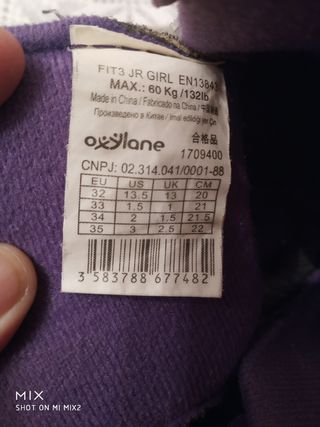 FIT3 JR GIRL EN13843
MAX.: 60 Kg /132lb
Made in China / Fabricado na China / 中国
Произведено в Китае / Imal edildiği
oxylane
合格品
1709400
CNPJ: 02.314.041/0001-88
EU US UK CM
32 13.5 13 20
33 1.5 1 21
34 2 1.5 21.5
35 3 2.5 22
3 583788 677482
MIX
SHOT ON MI MIX2